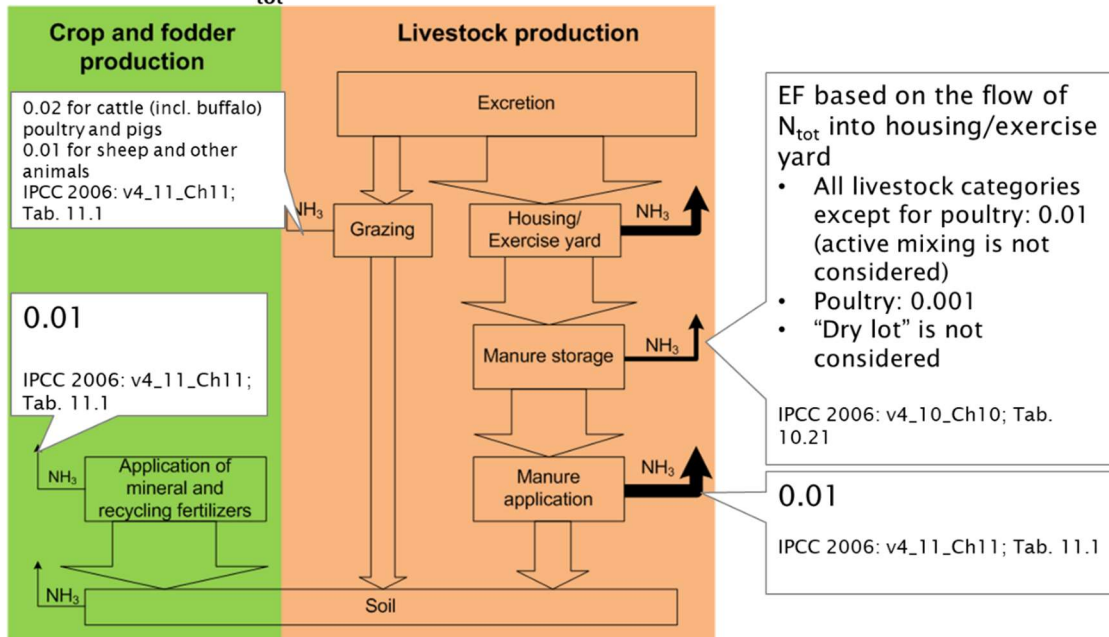 tot
Crop and fodder
production
Livestock production
0.02 for cattle (incl. buffalo)
poultry and pigs
0.01 for sheep and other
animals
IPCC 2006: v4_11_Ch11;
Tab. 11.1
Excretion
NH3
Grazing
Housing/
Exercise yard
NH3
EF based on the flow of
Ntot into housing/exercise
yard
• All livestock categories
except for poultry: 0.01
(active mixing is not
considered)
• Poultry: 0.001
• “Dry lot” is not
considered
IPCC 2006: v4_10_Ch10; Tab.
10.21
0.01
IPCC 2006: v4_11_Ch11;
Tab. 11.1
Manure storage
NH3
NH3
Application of
mineral and
recycling fertilizers
Manure
application
NH3
0.01
IPCC 2006: v4_11_Ch11; Tab. 11.1
NH3
Soil